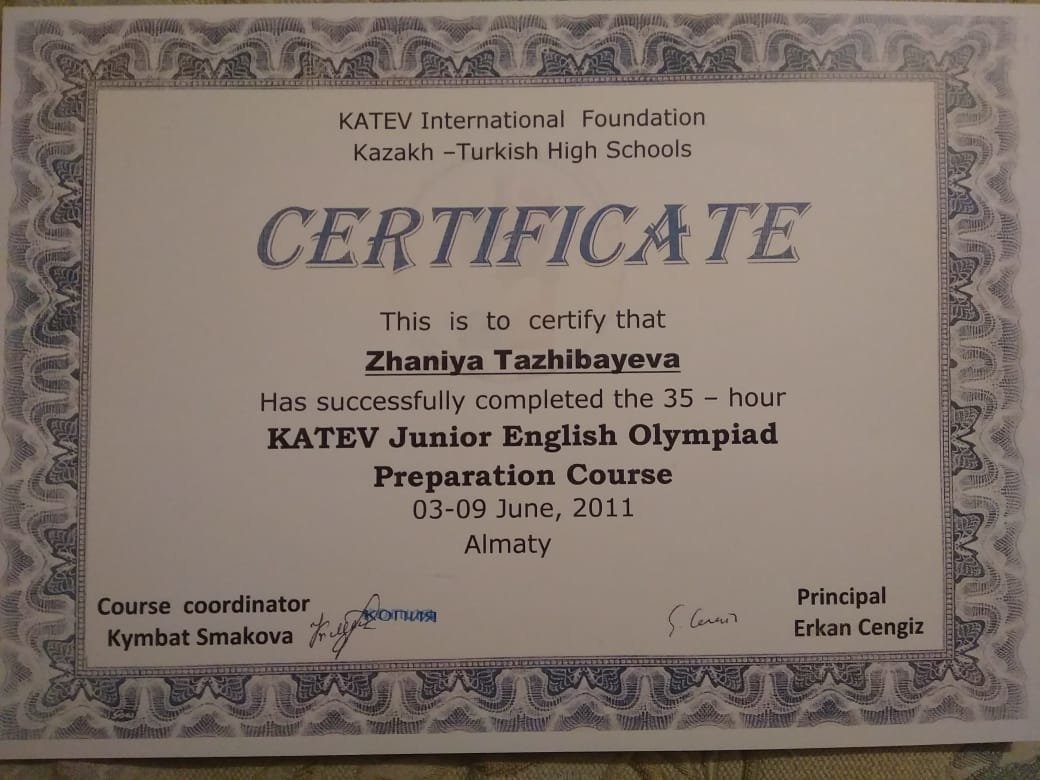 KATEV International Foundation
Kazakh –Turkish High Schools
CERTIFICATE
This is to certify that
Zhaniya Tazhibayeva
Has successfully completed the 35 – hour
KATEV Junior English Olympiad
Preparation Course
03-09 June, 2011
Almaty
Course coordinator
Kymbat Smakova
КОПИЯ
Principal
Erkan Cengiz